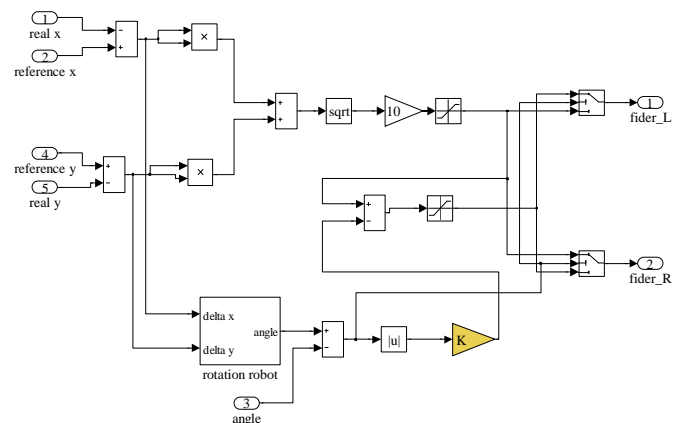 1
real x
2
reference x
−
+
×
4
reference y
5
real y
+
−
×
+
+
sqrt
10
1
fider_L
+
−
2
fider_R
delta x
delta y
angle
rotation robot
+
−
|u|
K
3
angle